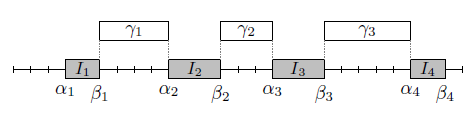 γ₁ γ₂ γ₃
I₁ I₂ I₃ I₄
α₁ β₁ α₂ β₂ α₃ β₃ α₄ β₄